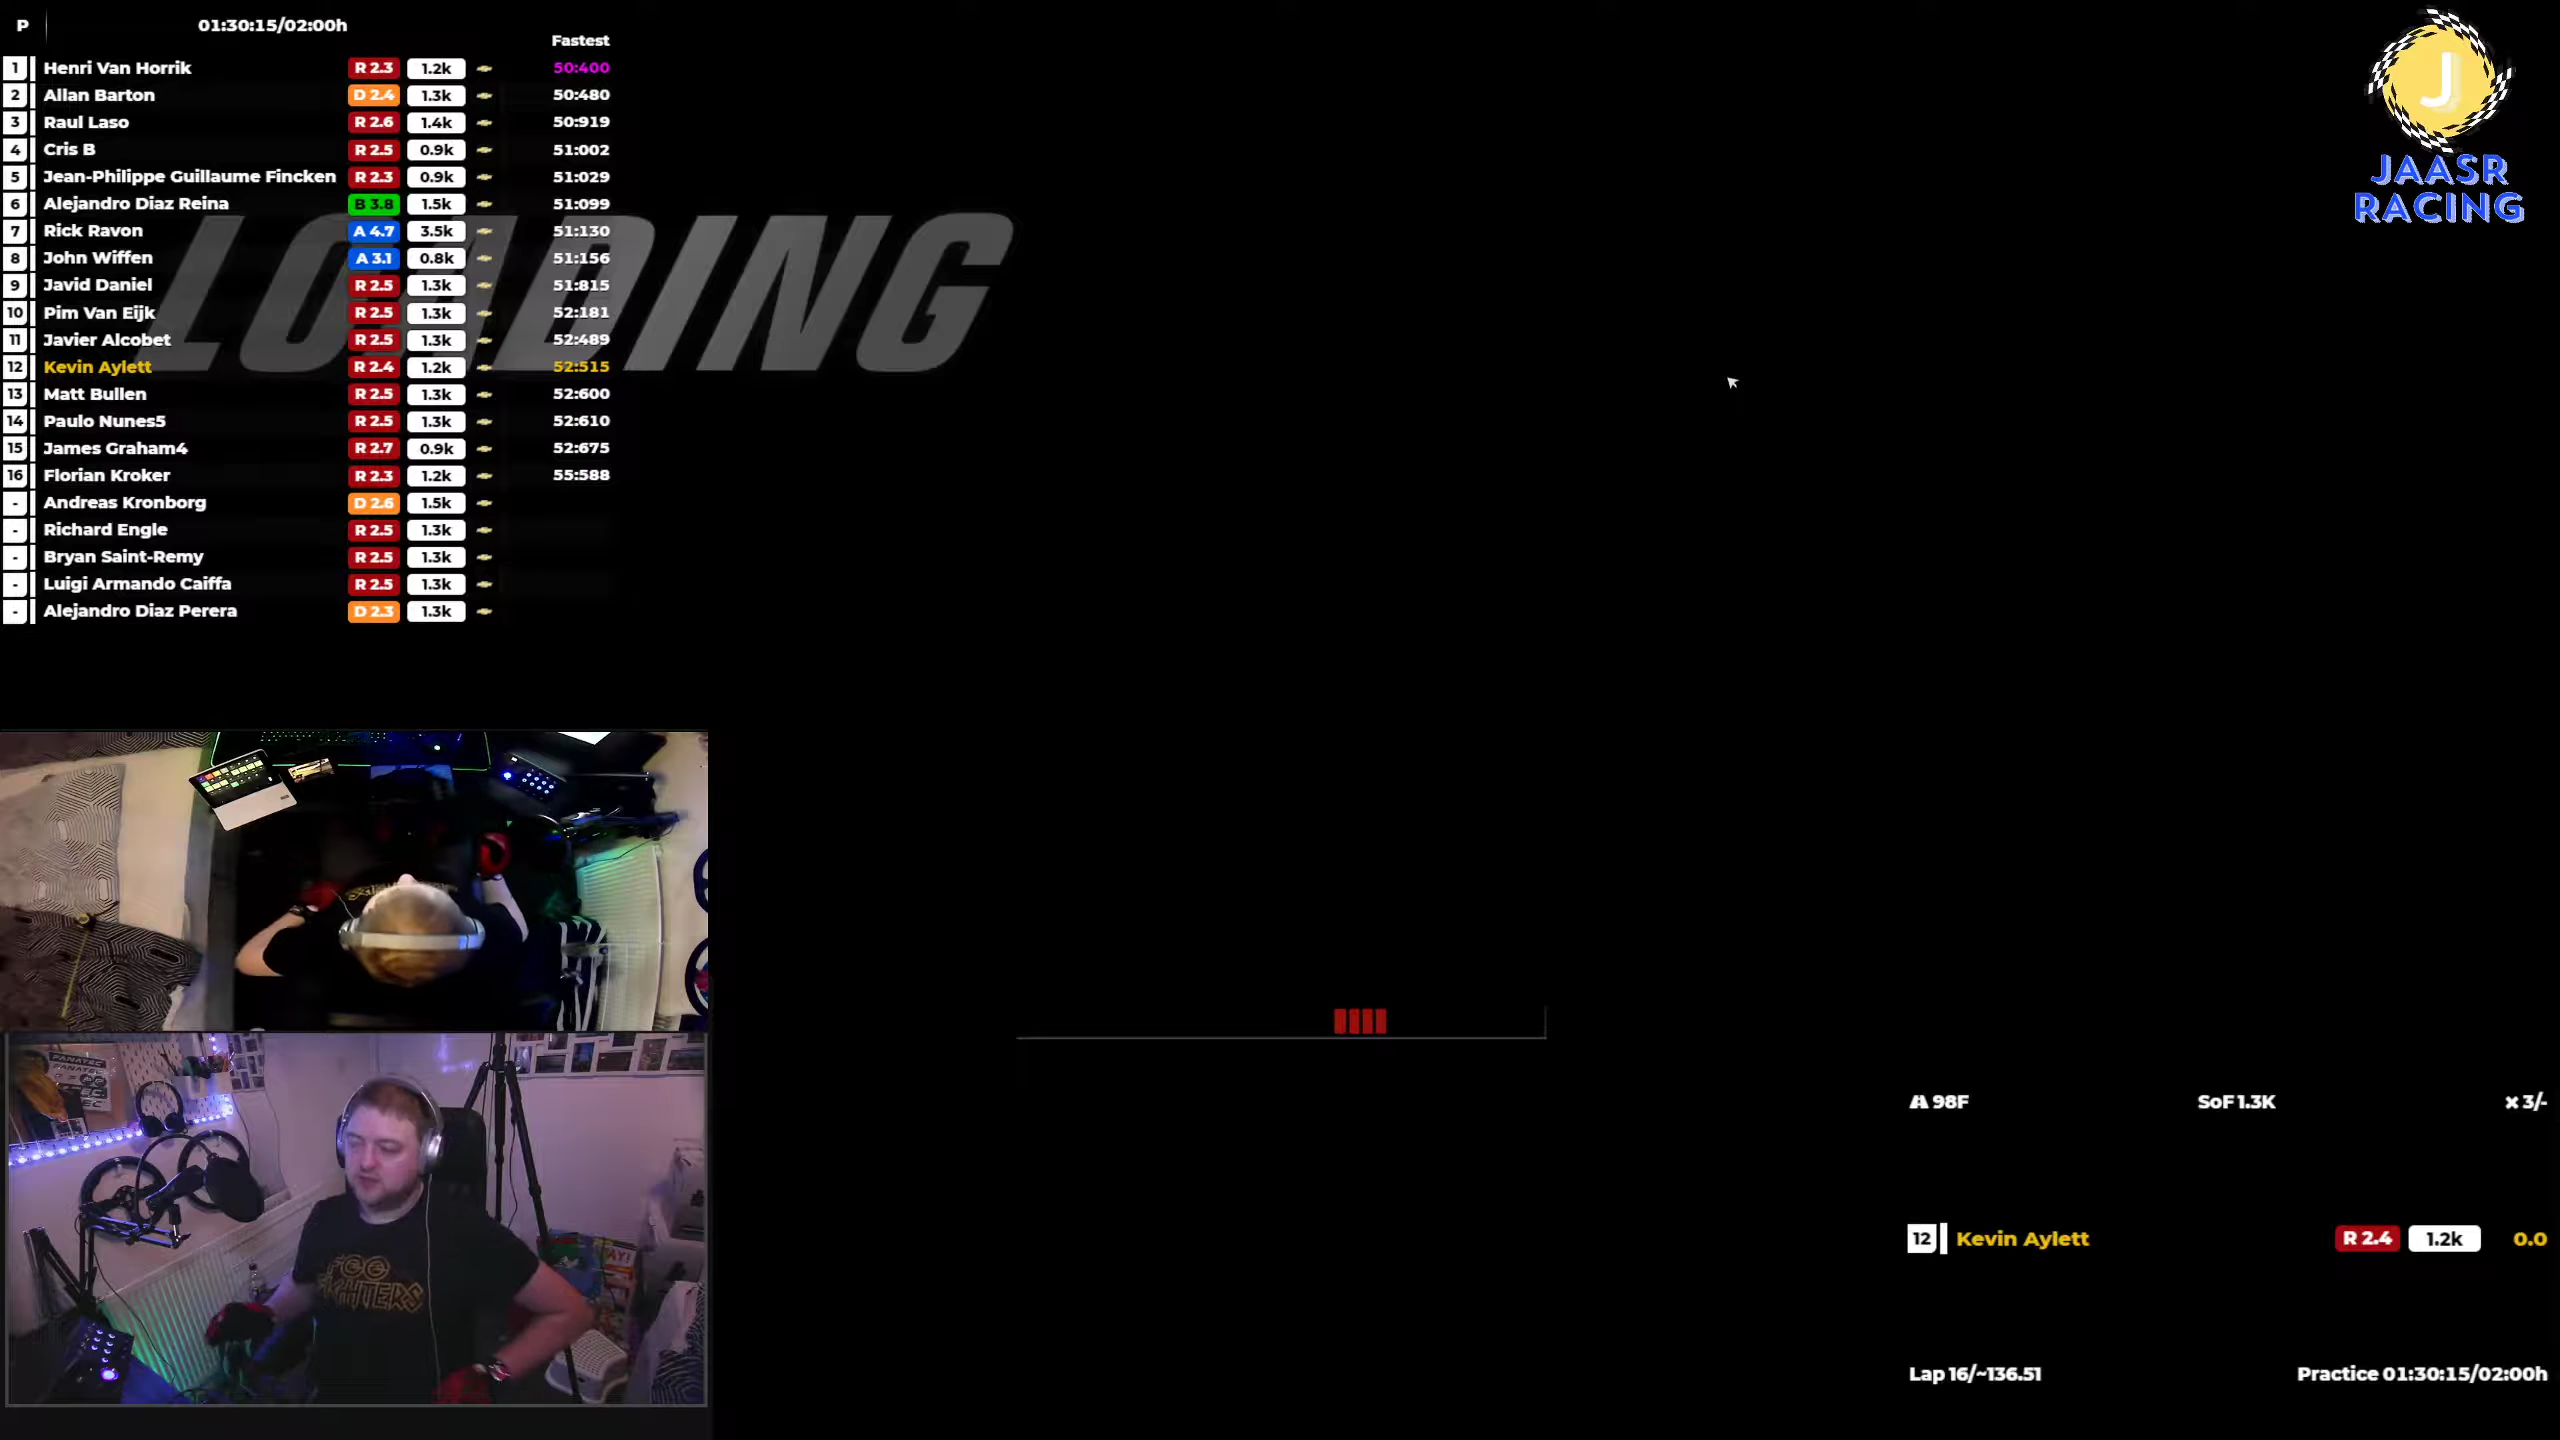 P 01:30:15/02:00h
Fastest
1 Henri Van Horrik R 2.3 1.2k 50:400
2 Allan Barton D 2.4 1.3k 50:480
3 Raul Laso R 2.6 1.4k 50:919
4 Cris B R 2.5 0.9k 51:002
5 Jean-Philippe Guillaume Fincken R 2.3 0.9k 51:029
6 Alejandro Diaz Reina B 3.8 1.5k 51:099
7 Rick Ravon A 4.7 3.5k 51:130
8 John Wiffen A 3.1 0.8k 51:156
9 Javid Daniel R 2.5 1.3k 51:815
10 Pim Van Eijk R 2.5 1.3k 52:181
11 Javier Alcobet R 2.5 1.3k 52:489
12 Kevin Aylett R 2.4 1.2k 52:515
13 Matt Bullen R 2.5 1.3k 52:600
14 Paulo Nunes5 R 2.5 1.3k 52:610
15 James Graham4 R 2.7 0.9k 52:675
16 Florian Kroker R 2.3 1.2k 55:588
- Andreas Kronborg D 2.6 1.5k
- Richard Engle R 2.5 1.3k
- Bryan Saint-Remy R 2.5 1.3k
- Luigi Armando Caiffa R 2.5 1.3k
- Alejandro Diaz Perera D 2.3 1.3k
LOADING
J
JAASR
RACING
FANATEC
FOO
FIGHTERS
98F SoF 1.3K x 3/-
12 Kevin Aylett R 2.4 1.2k 0.0
Lap 16/~136.51 Practice 01:30:15/02:00h